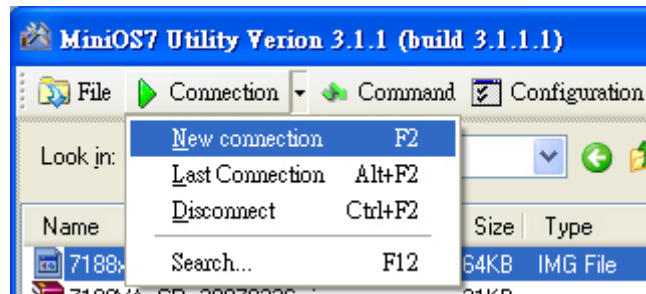 MiniOS7 Utility Verion 3.1.1 (build 3.1.1.1)
File Connection Command Configuration
New connection F2
Look in:
Last Connection Alt+F2
Disconnect Ctrl+F2
Name Size Type
7188x Search... F12 64KB IMG File